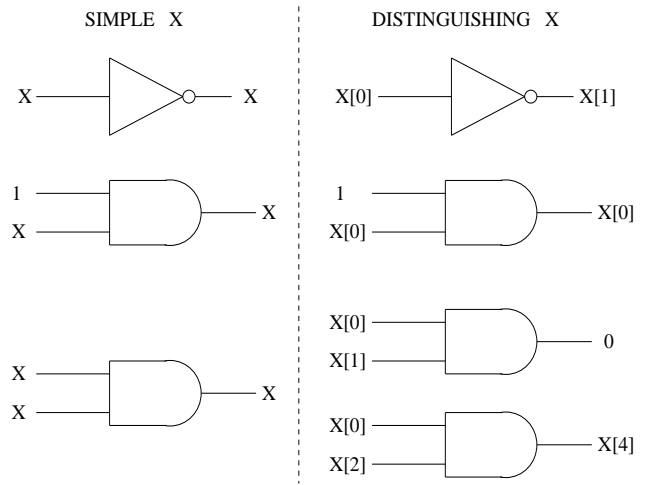 SIMPLE X
X X
1
X X
X
X X
DISTINGUISHING X
X[0] X[1]
1
X[0] X[0]
X[0]
X[1] 0
X[0]
X[2] X[4]